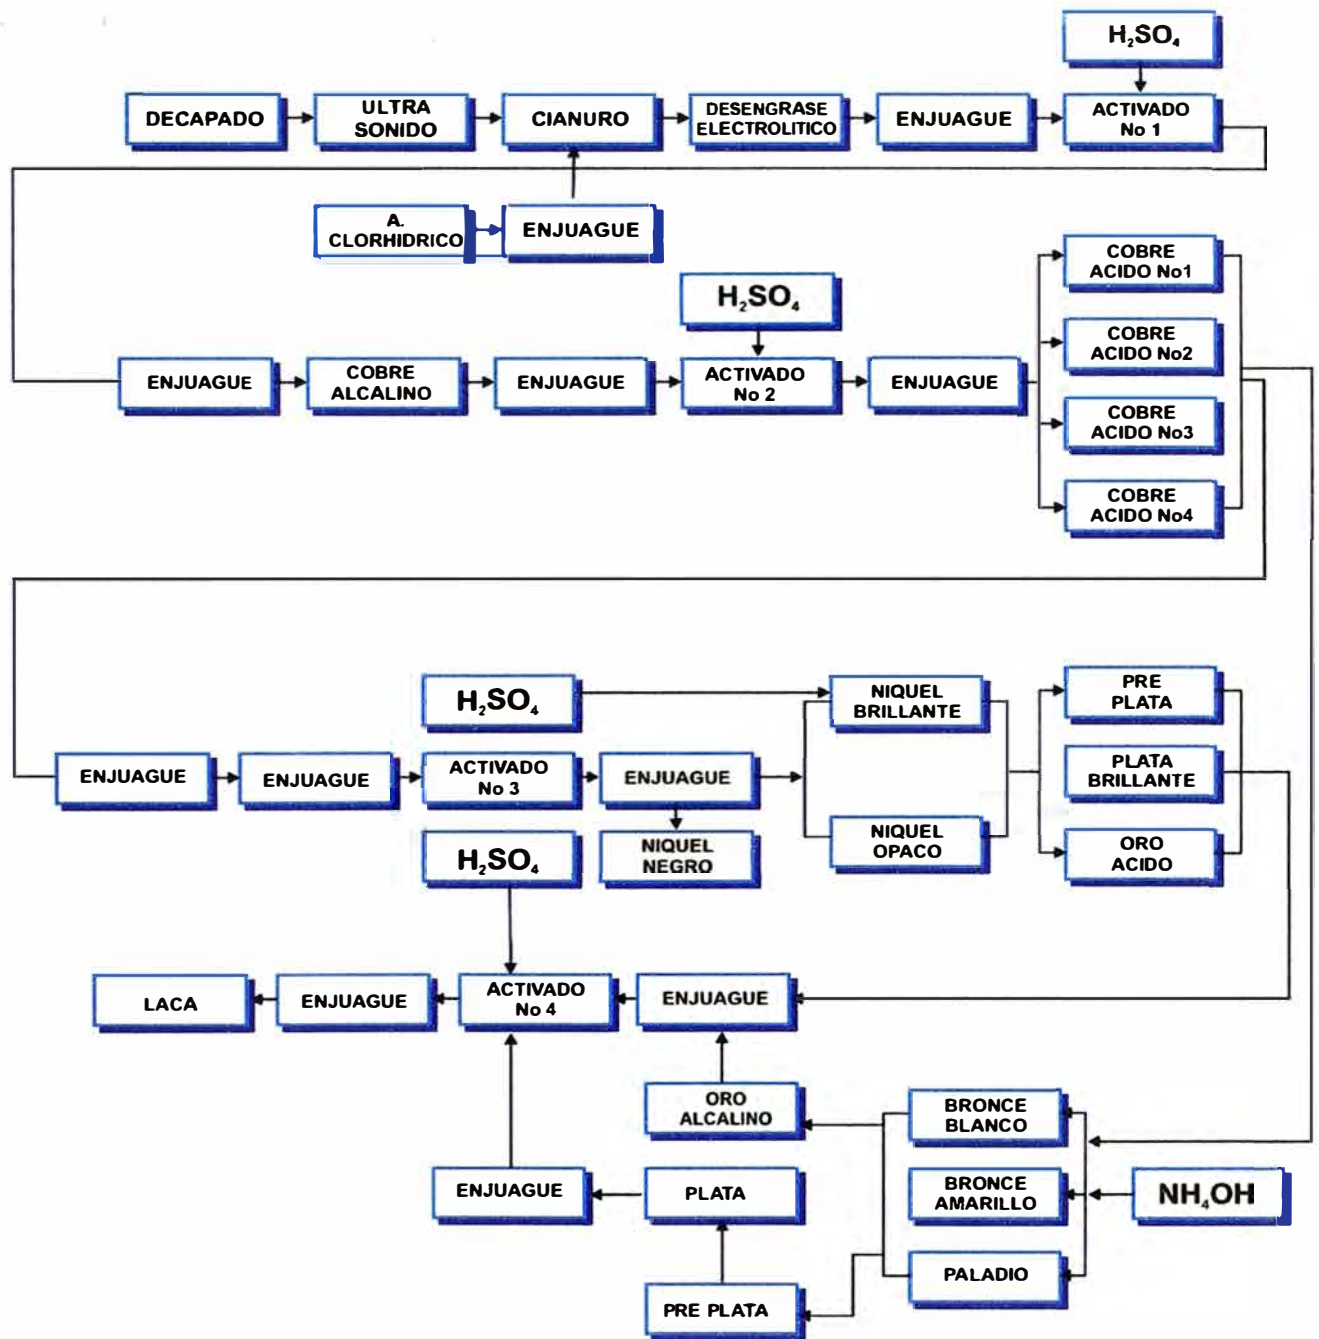 H₂SO₄
DECAPADO
ULTRA
SONIDO
CIANURO
DESENGRASE
ELECTROLITICO
ENJUAGUE
ACTIVADO
No 1
A.
CLORHIDRICO
ENJUAGUE
H₂SO₄
ENJUAGUE
COBRE
ALCALINO
ENJUAGUE
ACTIVADO
No 2
ENJUAGUE
COBRE
ACIDO No1
COBRE
ACIDO No2
COBRE
ACIDO No3
COBRE
ACIDO No4
H₂SO₄
NIQUEL
BRILLANTE
PRE
PLATA
ENJUAGUE
ENJUAGUE
ACTIVADO
No 3
ENJUAGUE
PLATA
BRILLANTE
H₂SO₄
NIQUEL
NEGRO
NIQUEL
OPACO
ORO
ACIDO
LACA
ENJUAGUE
ACTIVADO
No 4
ENJUAGUE
ORO
ALCALINO
BRONCE
BLANCO
ENJUAGUE
PLATA
BRONCE
AMARILLO
NH₄OH
PRE PLATA
PALADIO